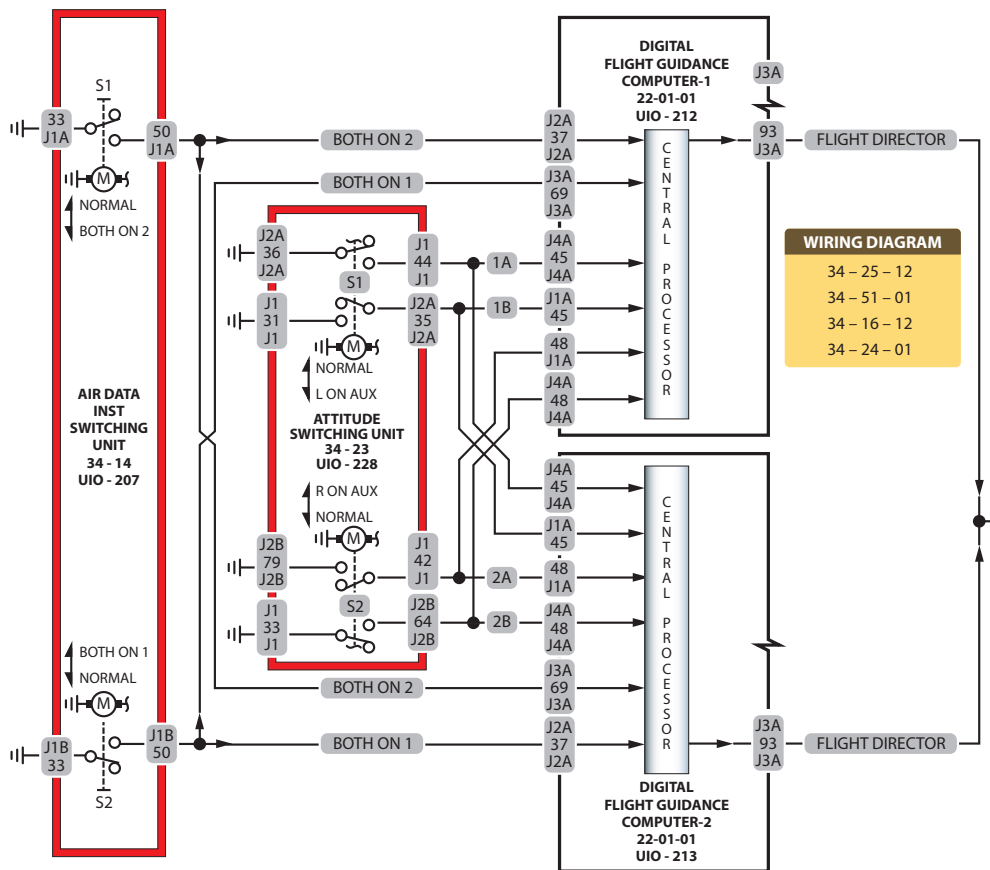 S1
33
J1A
50
J1A
M
NORMAL
BOTH ON 2
AIR DATA
INST
SWITCHING
UNIT
34 - 14
UIO - 207
BOTH ON 1
NORMAL
M
J1B
33
J1B
50
S2
BOTH ON 2
BOTH ON 1
J2A
36
J2A
J1
31
J1
S1
M
NORMAL
L ON AUX
J1
44
J1
J2A
35
J2A
ATTITUDE
SWITCHING UNIT
34 - 23
UIO - 228
R ON AUX
NORMAL
M
J2B
79
J2B
J1
33
J1
S2
J1
42
J1
J2B
64
J2B
1A
1B
2A
2B
BOTH ON 2
BOTH ON 1
DIGITAL
FLIGHT GUIDANCE
COMPUTER-1
22-01-01
UIO - 212
J2A
37
J2A
J3A
69
J3A
J4A
45
J4A
J1A
45
48
J1A
J4A
48
J4A
CENTRAL PROCESSOR
J3A
93
J3A
FLIGHT DIRECTOR
WIRING DIAGRAM
34 – 25 – 12
34 – 51 – 01
34 – 16 – 12
34 – 24 – 01
J4A
45
J4A
J1A
45
48
J1A
J4A
48
J4A
J3A
69
J3A
J2A
37
J2A
CENTRAL PROCESSOR
J3A
93
J3A
FLIGHT DIRECTOR
DIGITAL
FLIGHT GUIDANCE
COMPUTER-2
22-01-01
UIO - 213